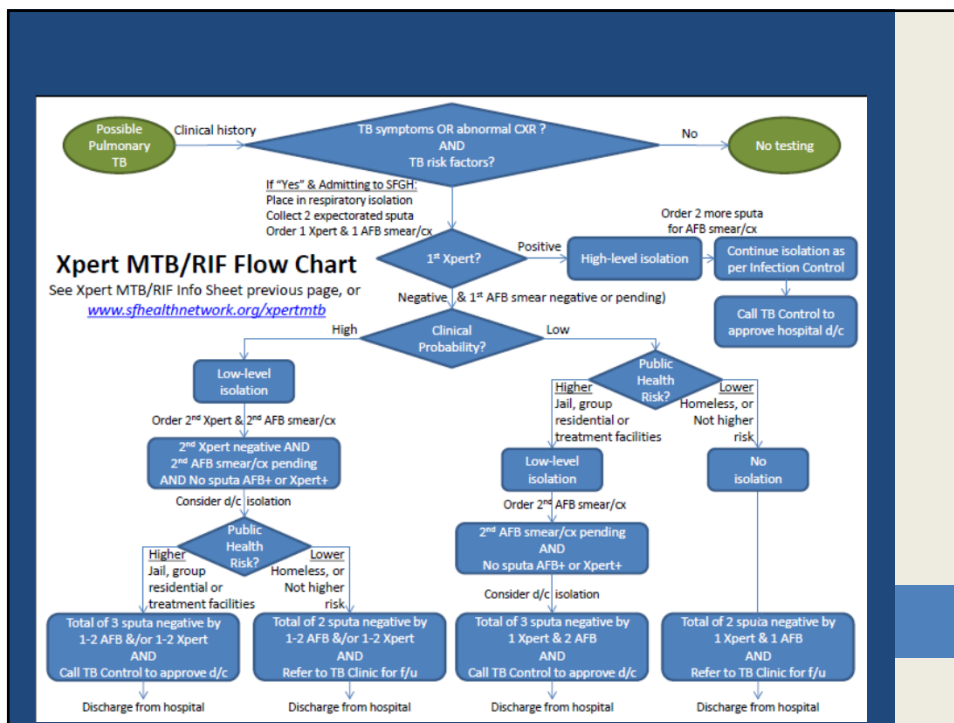 Possible
Pulmonary
TB
Clinical history
TB symptoms OR abnormal CXR ?
AND
TB risk factors?
No
No testing
If "Yes" & Admitting to SFGH:
Place in respiratory isolation
Collect 2 expectorated sputa
Order 1 Xpert & 1 AFB smear/cx
Xpert MTB/RIF Flow Chart
See Xpert MTB/RIF Info Sheet previous page, or
www.sfhealthnetwork.org/xpertmtb
1st Xpert?
Positive
High-level isolation
Order 2 more sputa
for AFB smear/cx
Continue isolation as
per Infection Control
Call TB Control to
approve hospital d/c
Negative & 1st AFB smear negative or pending)
Clinical
Probability?
High
Low
Low-level
isolation
Order 2nd Xpert & 2nd AFB smear/cx
2nd Xpert negative AND
2nd AFB smear/cx pending
AND No sputa AFB+ or Xpert+
Consider d/c isolation
Public
Health
Risk?
Higher
Jail, group
residential or
treatment facilities
Lower
Homeless, or
Not higher
risk
Total of 3 sputa negative by
1-2 AFB &/or 1-2 Xpert
AND
Call TB Control to approve d/c
Discharge from hospital
Total of 2 sputa negative by
1-2 AFB &/or 1-2 Xpert
AND
Refer to TB Clinic for f/u
Discharge from hospital
Public
Health
Risk?
Higher
Jail, group
residential or
treatment facilities
Lower
Homeless, or
Not higher
risk
Low-level
isolation
Order 2nd AFB smear/cx
2nd AFB smear/cx pending
AND
No sputa AFB+ or Xpert+
Consider d/c isolation
Total of 3 sputa negative by
1 Xpert & 2 AFB
AND
Call TB Control to approve d/c
Discharge from hospital
No
isolation
Total of 2 sputa negative by
1 Xpert & 1 AFB
AND
Refer to TB Clinic for f/u
Discharge from hospital